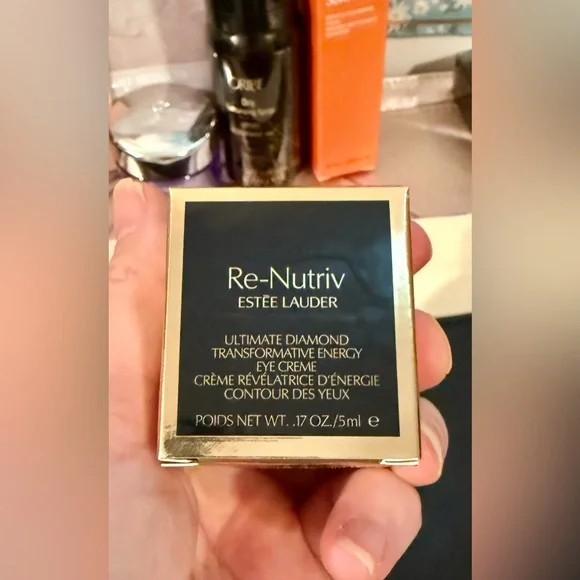 Re-Nutriv
ESTĒE LAUDER
ULTIMATE DIAMOND
TRANSFORMATIVE ENERGY
EYE CREME
CRÈME RÉVÉLATRICE D'ÉNERGIE
CONTOUR DES YEUX
POIDS NET WT. .17 OZ./5ml e